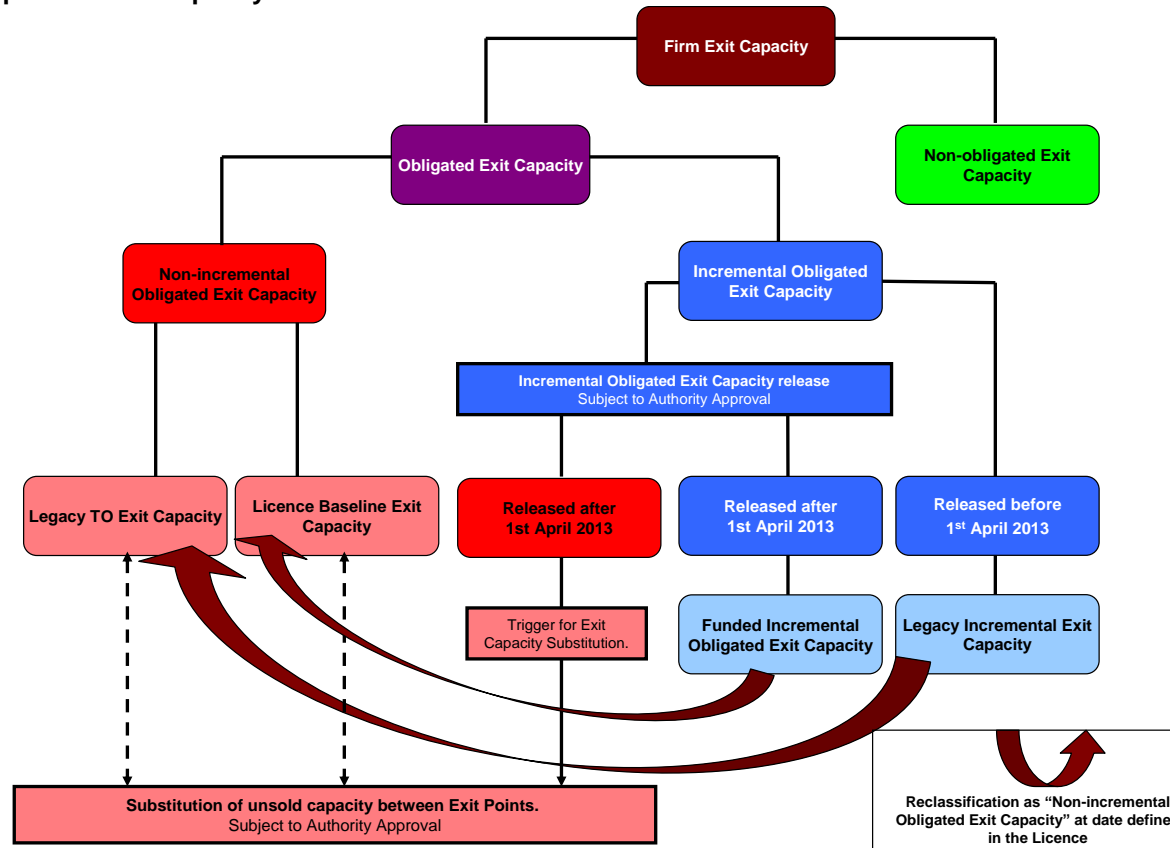 Firm Exit Capacity
Obligated Exit Capacity
Non-obligated Exit
Capacity
Non-incremental
Obligated Exit Capacity
Incremental Obligated
Exit Capacity
Incremental Obligated Exit Capacity release
Subject to Authority Approval
Legacy TO Exit Capacity
Licence Baseline Exit
Capacity
Released after
1st April 2013
Released after
1st April 2013
Released before
1st April 2013
Trigger for Exit
Capacity Substitution.
Funded Incremental
Obligated Exit Capacity
Legacy Incremental Exit
Capacity
Substitution of unsold capacity between Exit Points.
Subject to Authority Approval
Reclassification as “Non-incremental
Obligated Exit Capacity” at date define
in the Licence